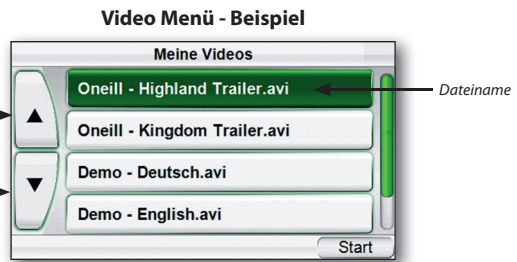 Video Menü - Beispiel
Meine Videos
Oneill - Highland Trailer.avi
Dateiname
Oneill - Kingdom Trailer.avi
Demo - Deutsch.avi
Demo - English.avi
Start